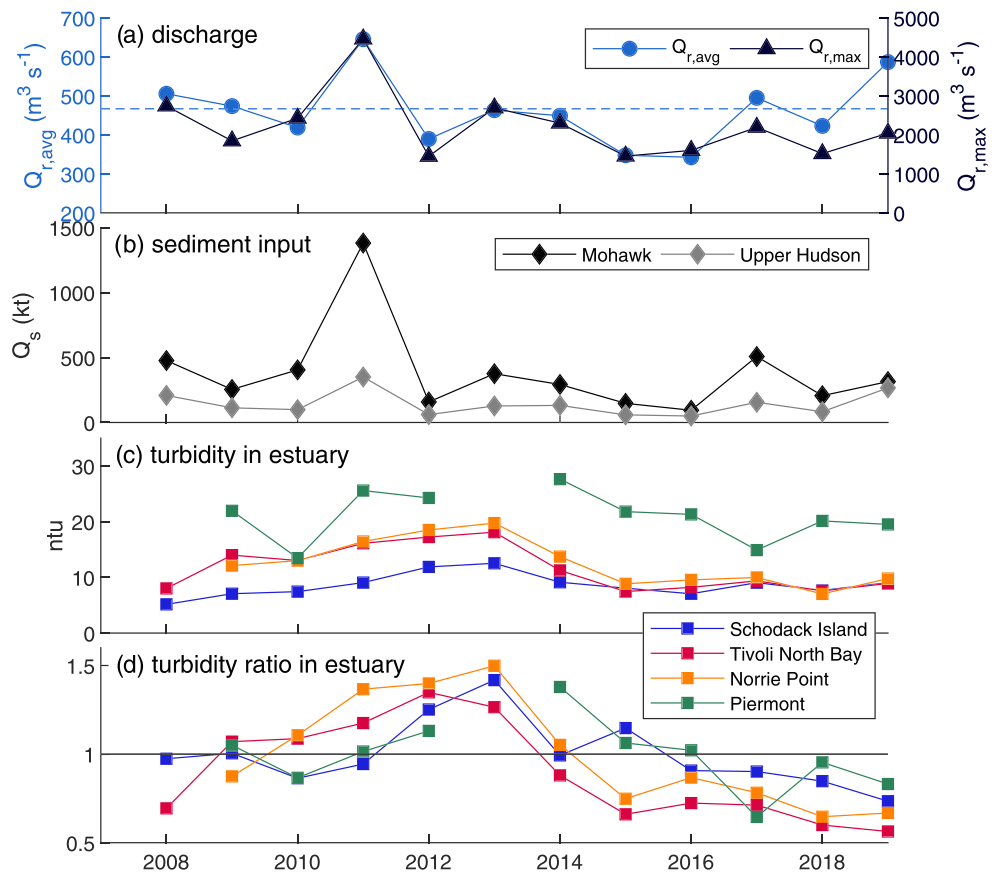 (a) discharge
Q_r,avg
Q_r,max
700
600
500
400
300
200
Q_r,avg (m³ s⁻¹)
5000
4000
3000
2000
1000
0
Q_r,max (m³ s⁻¹)
(b) sediment input
Mohawk
Upper Hudson
1500
1000
500
0
Q_s (kt)
(c) turbidity in estuary
30
20
10
0
ntu
Schodack Island
Tivoli North Bay
Norrie Point
Piermont
(d) turbidity ratio in estuary
1.5
1
0.5
2008
2010
2012
2014
2016
2018